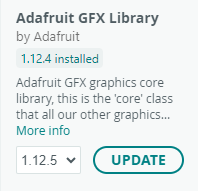 Adafruit GFX Library
by Adafruit
1.12.4 installed
Adafruit GFX graphics core
library, this is the 'core' class
that all our other graphics...
More info
1.12.5
UPDATE